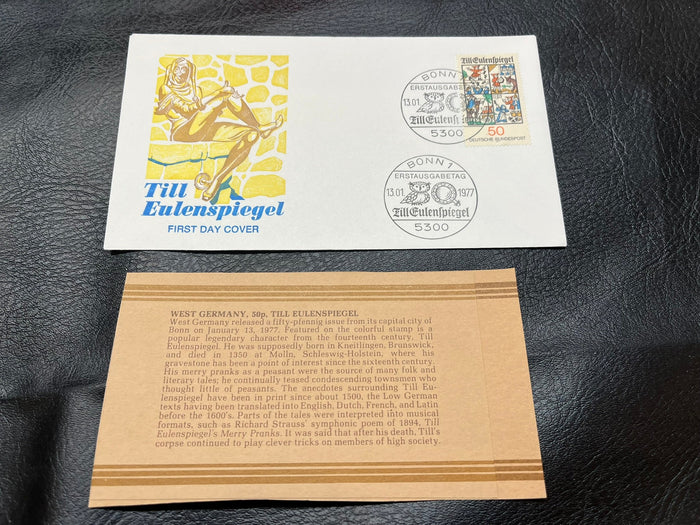 Till
Eulenspiegel
FIRST DAY COVER
BONN 1
ERSTAUSGABETAG
13.01
Till Eulensp
5300
Till Eulenspiegel
50
DEUTSCHE BUNDESPOST
BONN 1
ERSTAUSGABETAG
13.01 1977
Till Eulenspiegel
5300
WEST GERMANY, 50p, TILL EULENSPIEGEL
West Germany released a fifty-pfennig issue from its capital city of
Bonn on January 13, 1977. Featured on the colorful stamp is a
popular legendary character from the fourteenth century, Till
Eulenspiegel. He was supposedly born in Kneitlingen, Brunswick,
and died in 1350 at Molln, Schleswig-Holstein, where his
gravestone has been a point of interest since the sixteenth century.
His merry pranks as a peasant were the source of many folk and
literary tales; he continually teased condescending townsmen who
thought little of peasants. The anecdotes surrounding Till Eu-
lenspiegel have been in print since about 1500, the Low German
texts having been translated into English, Dutch, French, and Latin
before the 1600's. Parts of the tales were interpreted into musical
formats, such as Richard Strauss' symphonic poem of 1894, Till
Eulenspiegel's Merry Pranks. It was said that after his death, Till's
corpse continued to play clever tricks on members of high society.